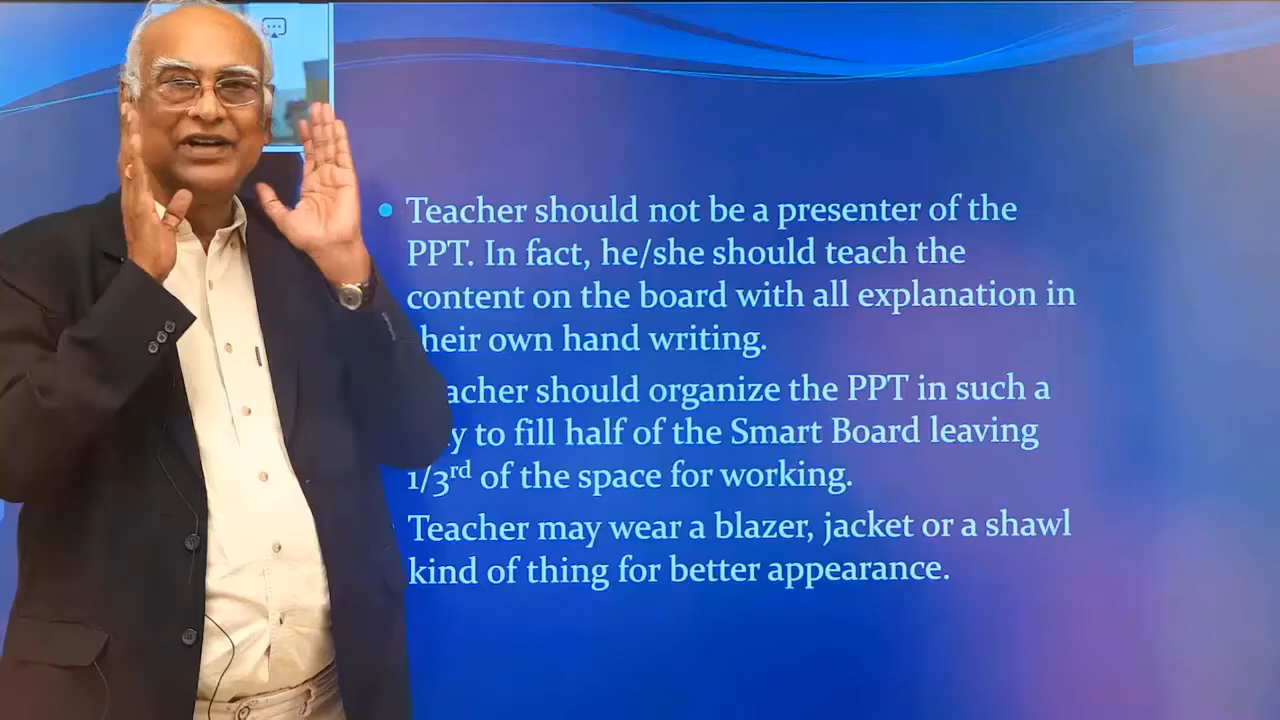 Teacher should not be a presenter of the
PPT. In fact, he/she should teach the
content on the board with all explanation in
heir own hand writing.
acher should organize the PPT in such a
y to fill half of the Smart Board leaving
1/3rd of the space for working.
Teacher may wear a blazer, jacket or a shawl
kind of thing for better appearance.